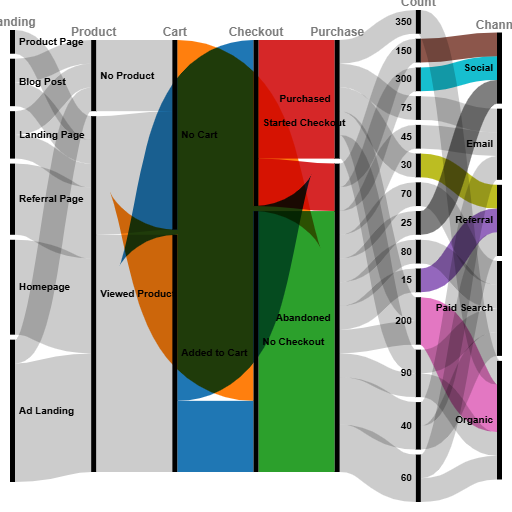 anding
Product
Cart
Checkout
Purchase
Count
Chann
Product Page
Blog Post
Landing Page
Referral Page
Homepage
Ad Landing
No Product
Viewed Product
No Cart
Added to Cart
Started Checkout
No Checkout
Purchased
Abandoned
350
150
300
75
45
30
70
25
80
15
200
90
40
60
Social
Email
Referral
Paid Search
Organic